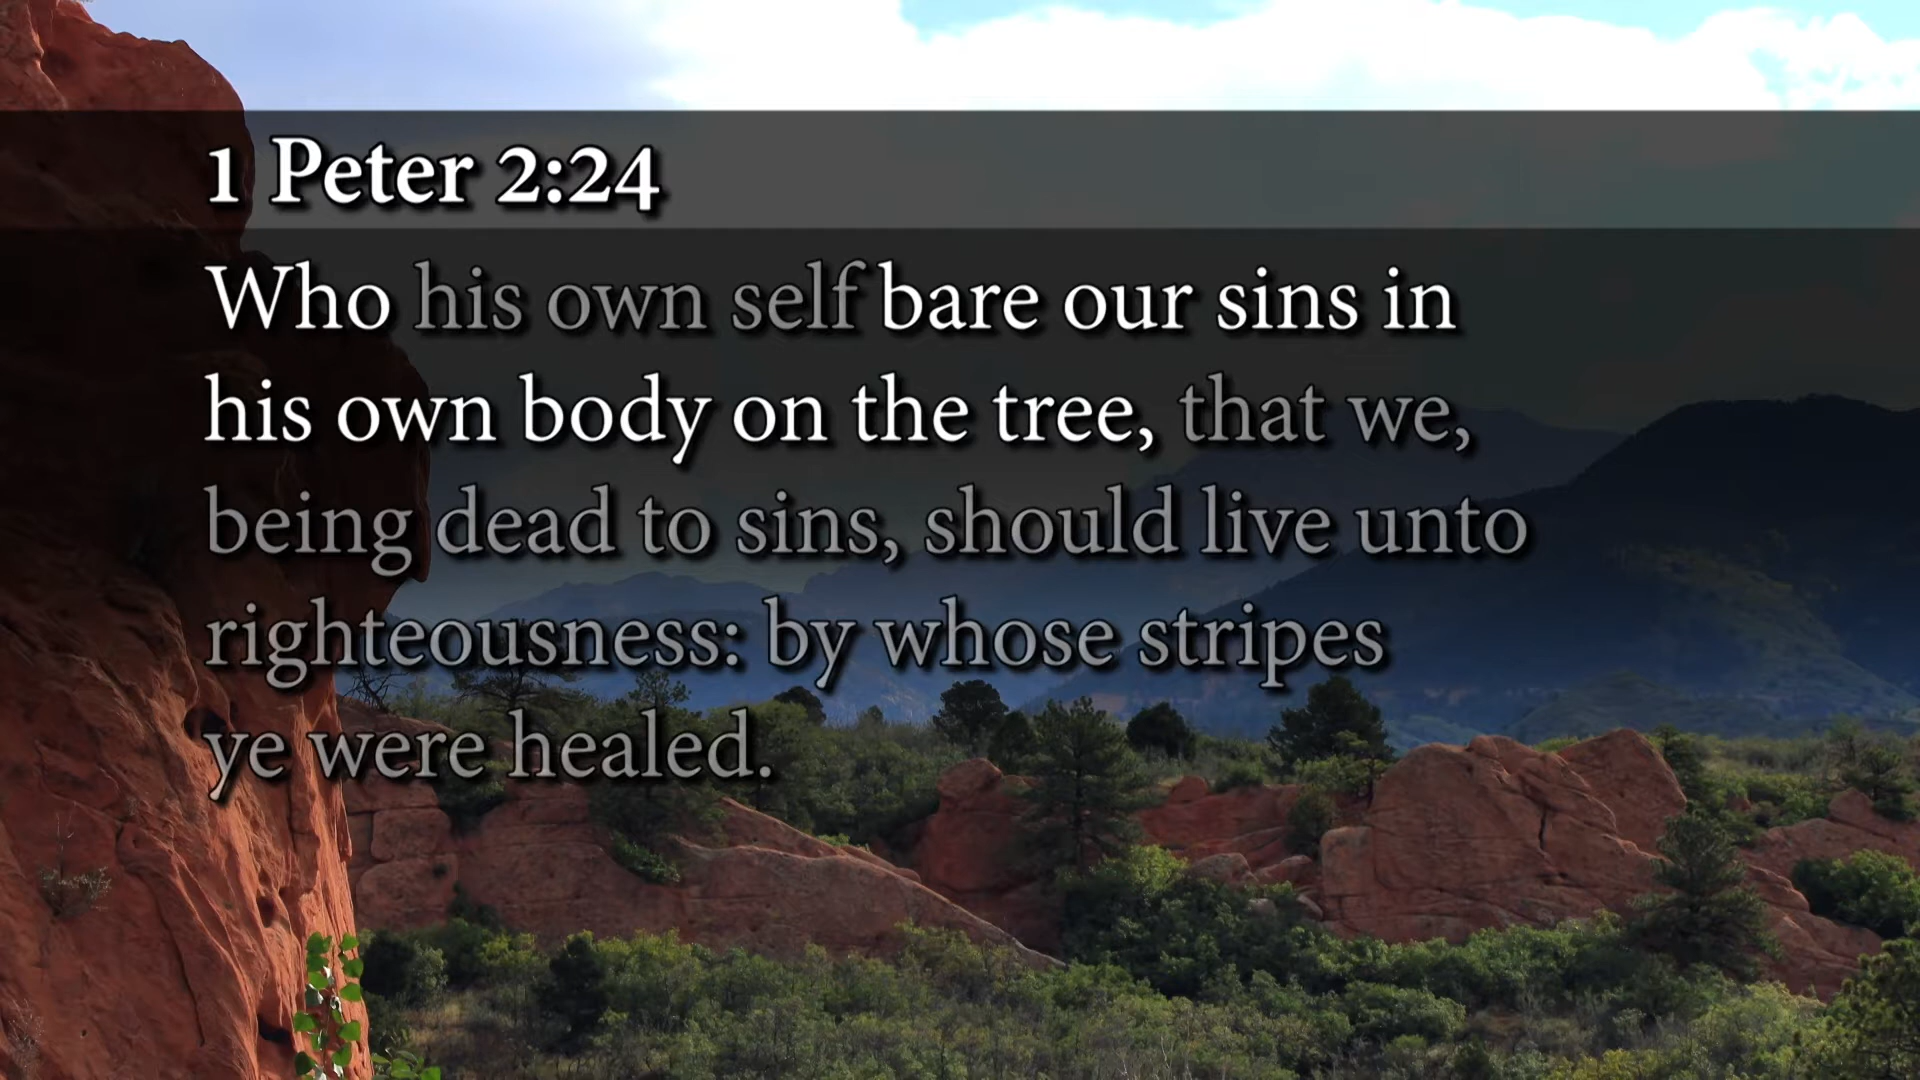 1 Peter 2:24
Who his own self bare our sins in
his own body on the tree, that we,
being dead to sins, should live unto
righteousness: by whose stripes
ye were healed.